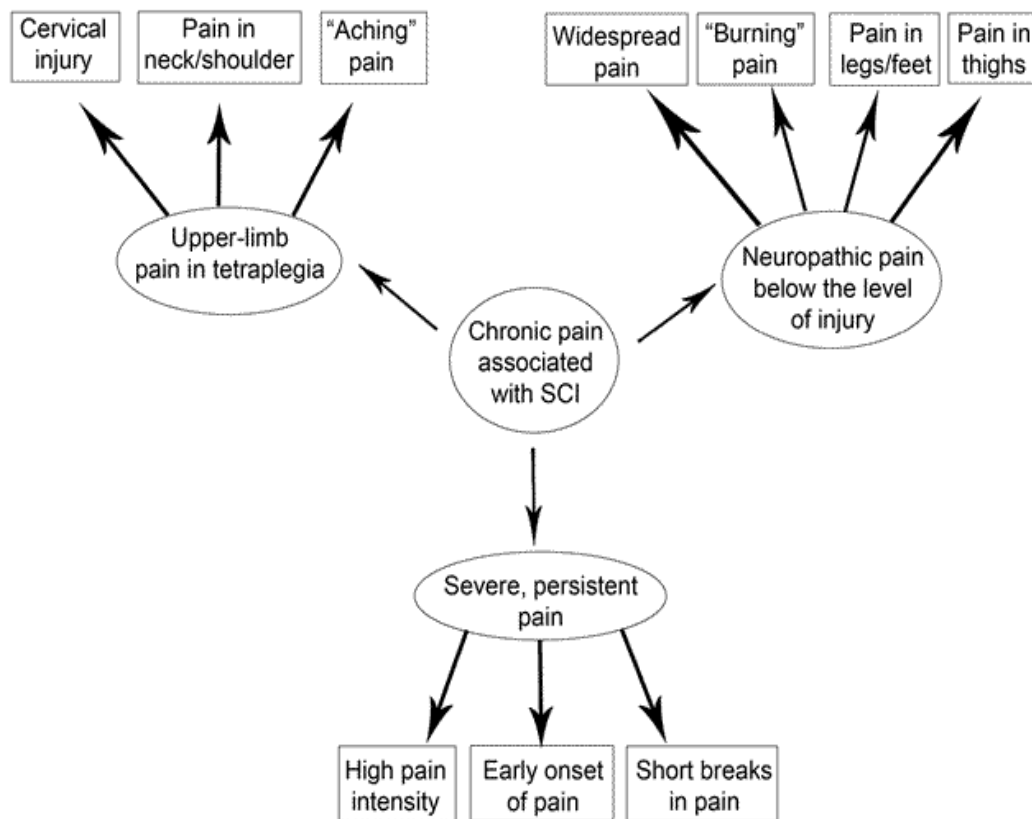 Cervical
injury
Pain in
neck/shoulder
“Aching”
pain
Widespread
pain
“Burning”
pain
Pain in
legs/feet
Pain in
thighs
Upper-limb
pain in tetraplegia
Neuropathic pain
below the level
of injury
Chronic pain
associated
with SCI
Severe, persistent
pain
High pain
intensity
Early onset
of pain
Short breaks
in pain